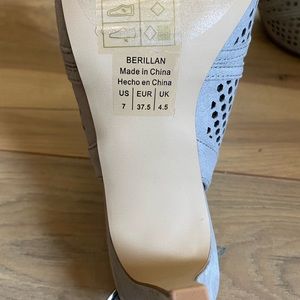 BERILLAN
Made in China
Hecho en China
US EUR UK
7 37.5 4.5